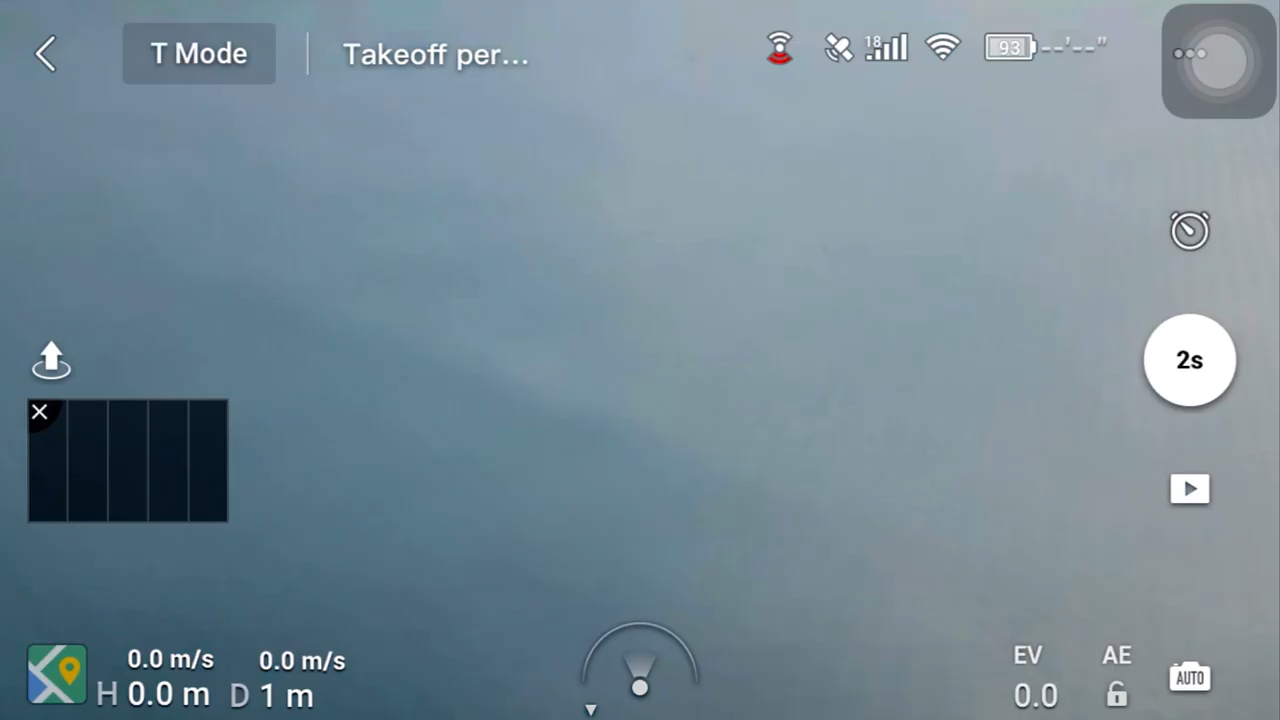 T Mode
Takeoff per...
18
93
--'--"
2s
0.0 m/s 0.0 m/s
H 0.0 m D 1 m
EV AE
0.0
AUTO